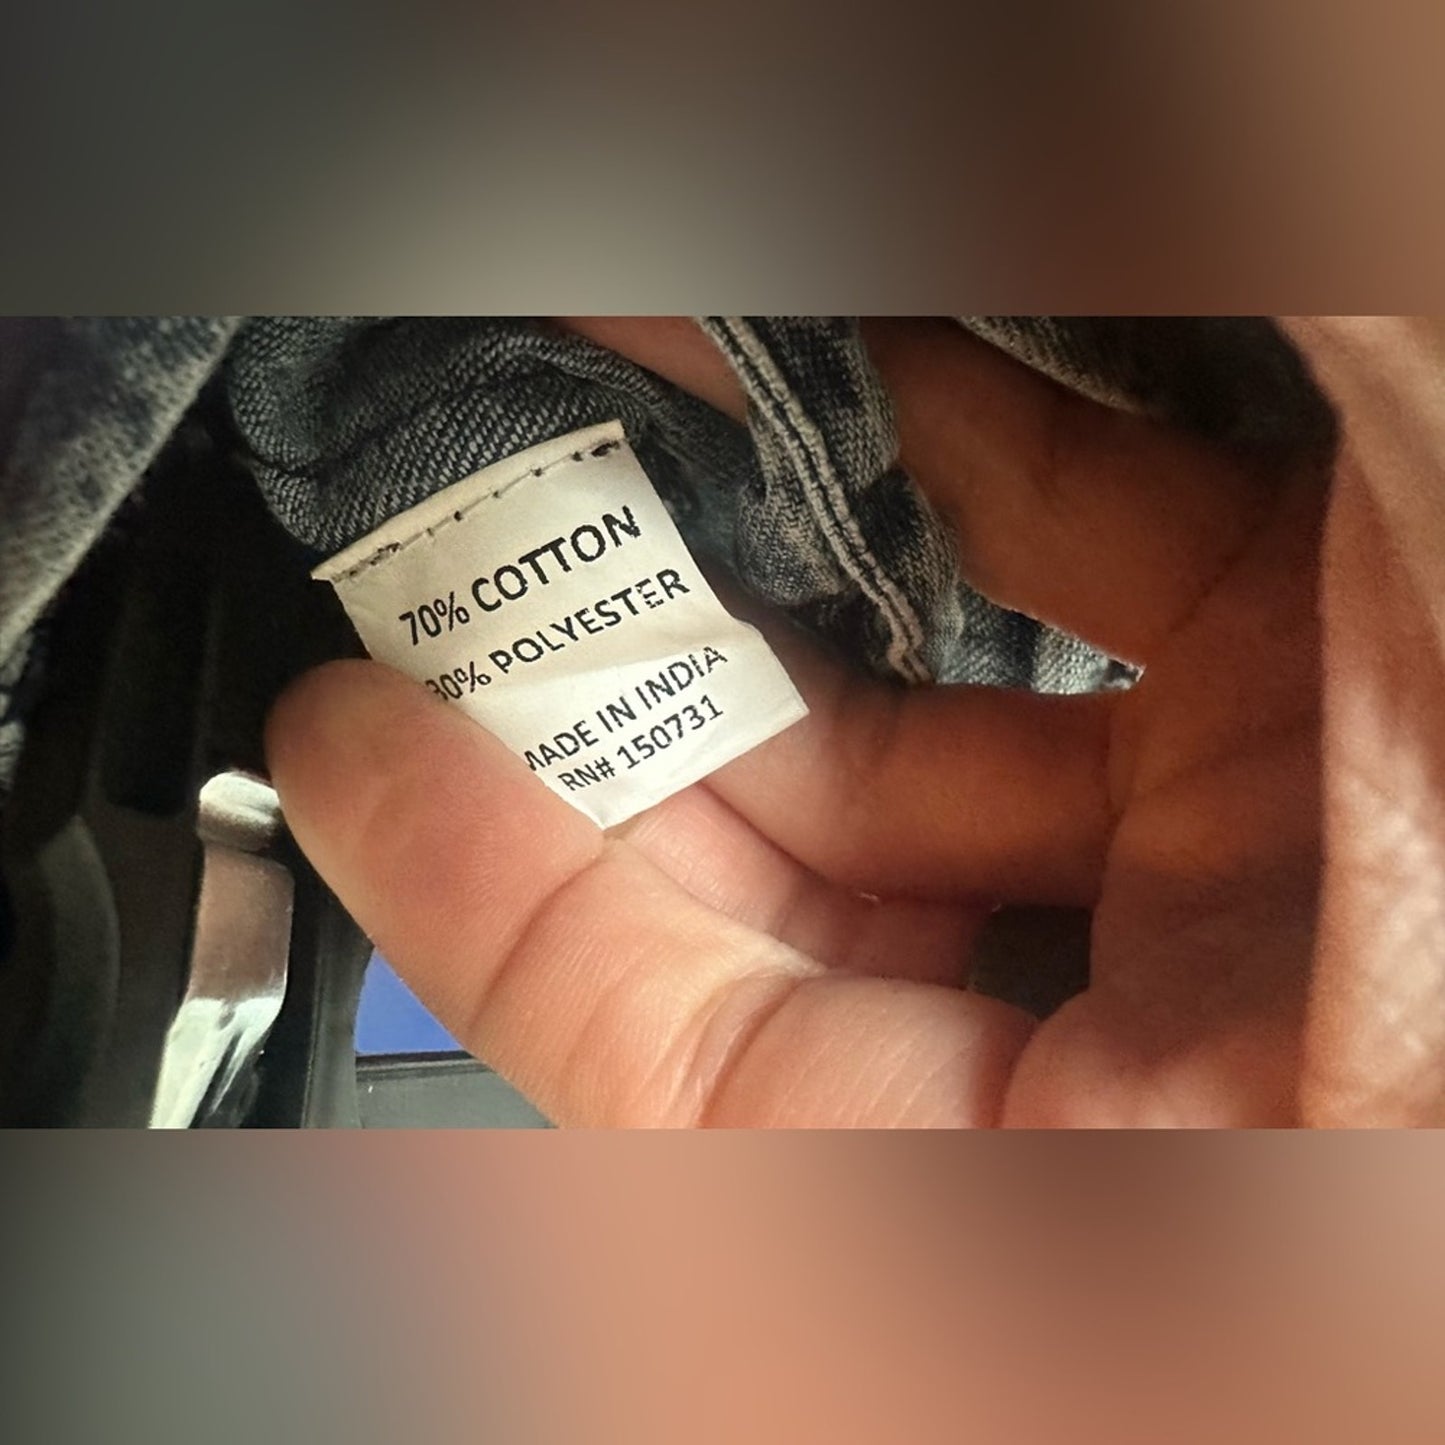 70% COTTON
30% POLYESTER
MADE IN INDIA
RN# 150731